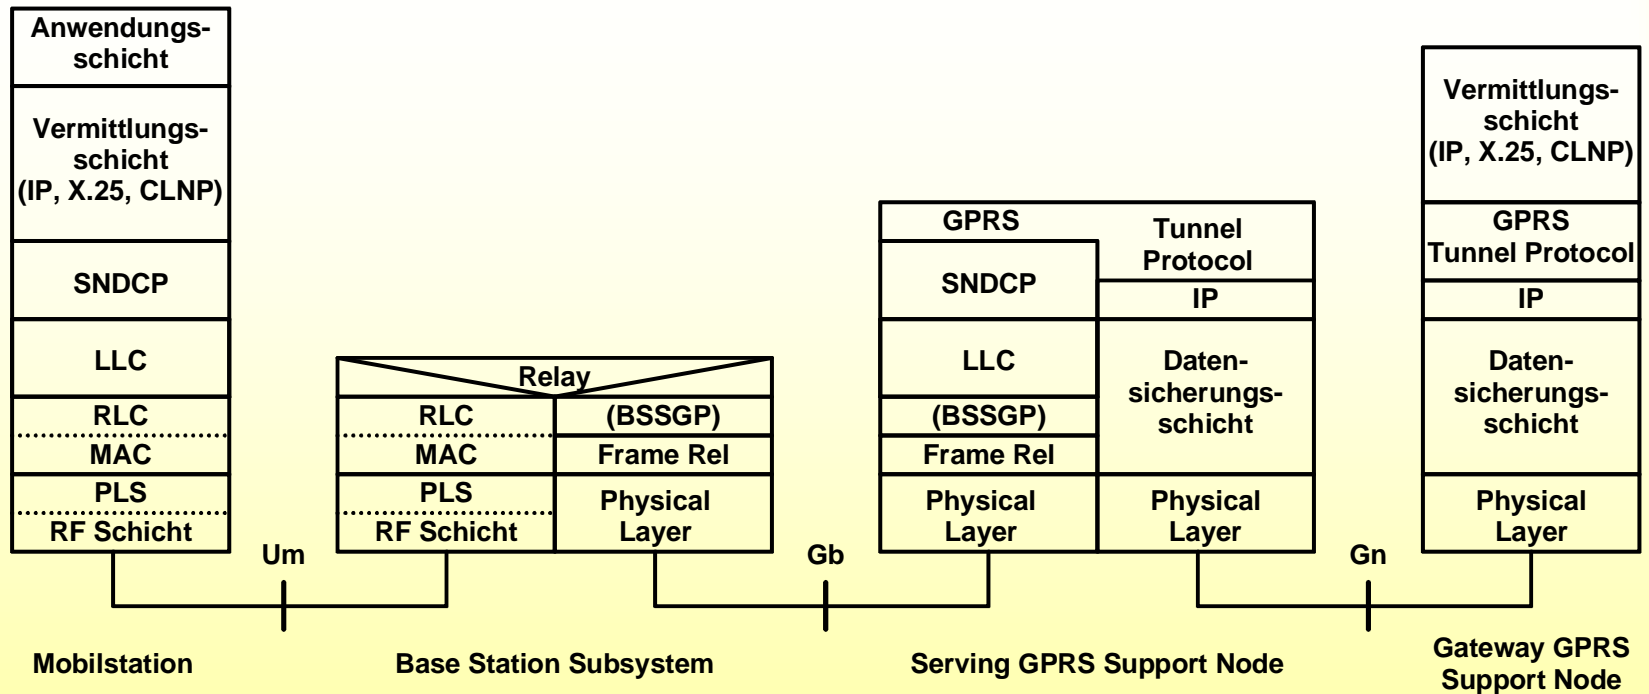 Anwendungs-
schicht
Vermittlungs-
schicht
(IP, X.25, CLNP)
SNDCP
LLC
RLC
MAC
PLS
RF Schicht
Um
Mobilstation
Relay
RLC
MAC
PLS
RF Schicht
(BSSGP)
Frame Rel
Physical
Layer
Gb
Base Station Subsystem
GPRS
SNDCP
LLC
(BSSGP)
Frame Rel
Physical
Layer
Tunnel
Protocol
IP
Daten-
sicherungs-
schicht
Physical
Layer
Gn
Serving GPRS Support Node
Vermittlungs-
schicht
(IP, X.25, CLNP)
GPRS
Tunnel Protocol
IP
Daten-
sicherungs-
schicht
Physical
Layer
Gateway GPRS
Support Node